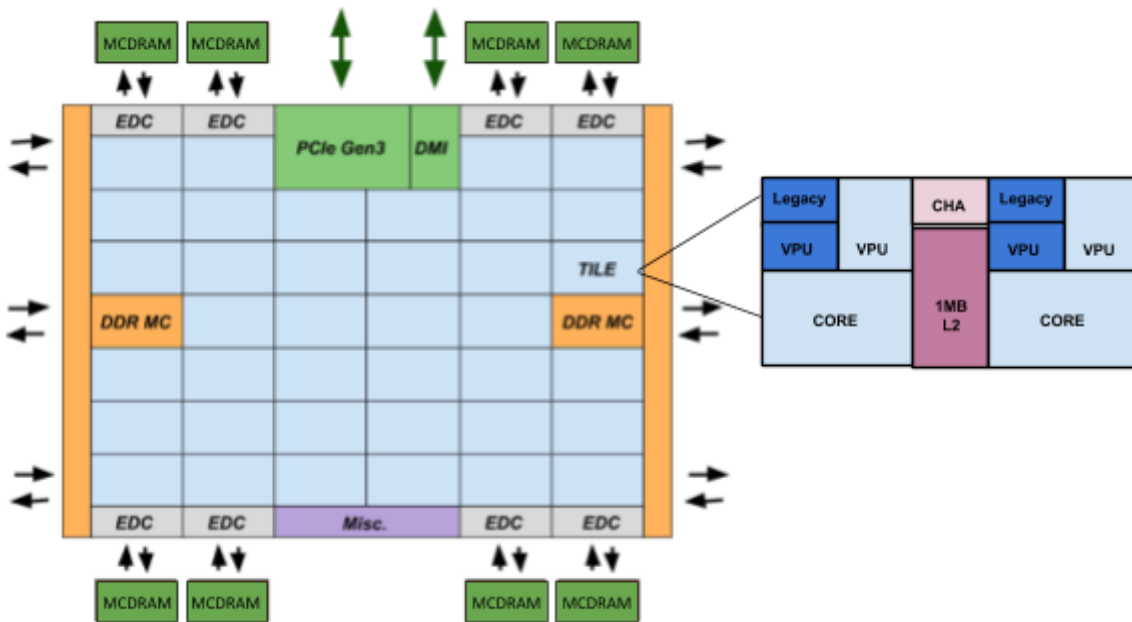 MCDRAM MCDRAM MCDRAM MCDRAM
EDC EDC EDC EDC
PCIe Gen3 DMI
TILE
DDR MC DDR MC
EDC EDC Misc. EDC EDC
MCDRAM MCDRAM MCDRAM MCDRAM
Legacy CHA Legacy
VPU VPU VPU VPU
1MB
L2
CORE CORE